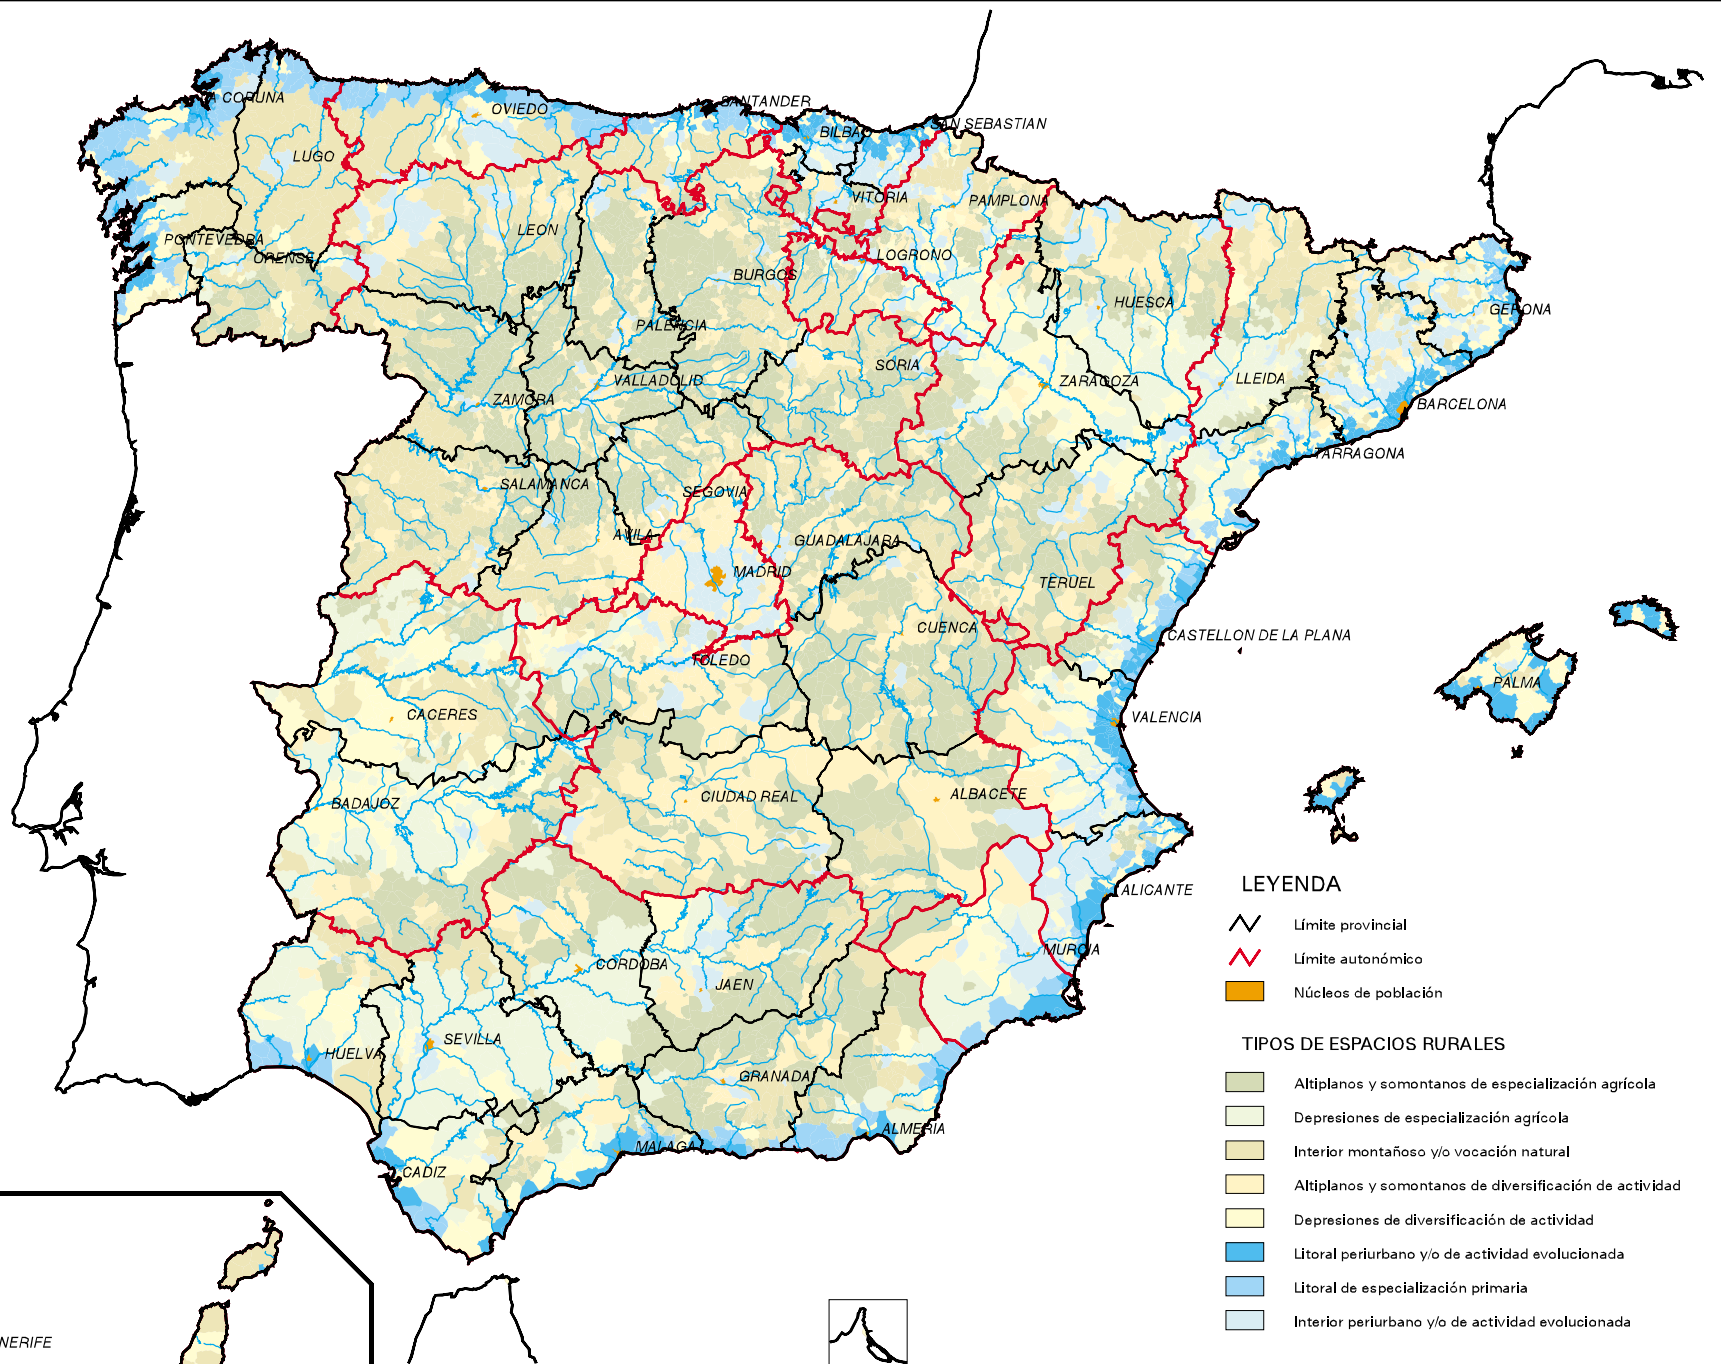 A CORUNA
OVIEDO
SANTANDER
BILBAO
SAN SEBASTIAN
LUGO
VITORIA
PAMPLONA
LEON
PONTEVEDRA
ORENSE
LOGRONO
BURGOS
HUESCA
GERONA
PALENCIA
SORIA
VALLADOLID
ZARAGOZA
LLEIDA
ZAMORA
BARCELONA
TARRAGONA
SALAMANCA
SEGOVIA
AVILA
GUADALAJARA
MADRID
TERUEL
CUENCA
CASTELLON DE LA PLANA
TOLEDO
PALMA
CACERES
VALENCIA
BADAJOZ
CIUDAD REAL
ALBACETE
ALICANTE
MURCIA
CORDOBA
JAEN
SEVILLA
HUELVA
GRANADA
ALMERIA
MALAGA
CADIZ
NERIFE
LEYENDA
Límite provincial
Límite autonómico
Núcleos de población
TIPOS DE ESPACIOS RURALES
Altiplanos y somontanos de especialización agrícola
Depresiones de especialización agrícola
Interior montañoso y/o vocación natural
Altiplanos y somontanos de diversificación de actividad
Depresiones de diversificación de actividad
Litoral periurbano y/o de actividad evolucionada
Litoral de especialización primaria
Interior periurbano y/o de actividad evolucionada